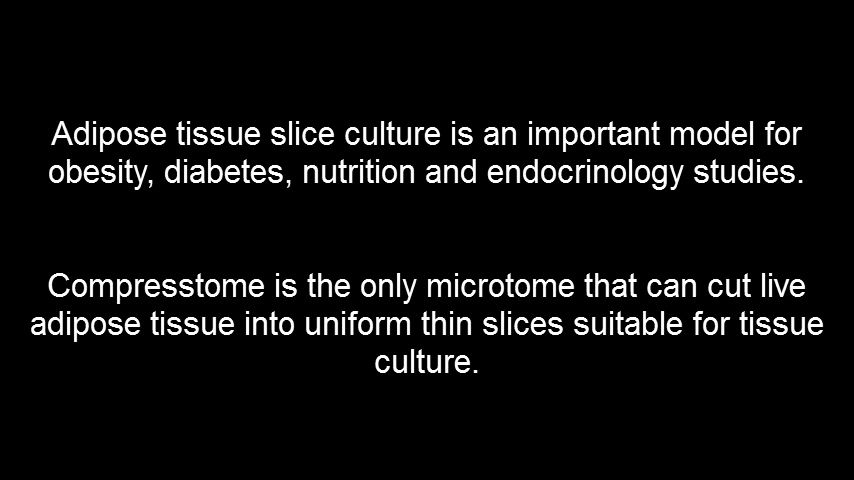 Adipose tissue slice culture is an important model for
obesity, diabetes, nutrition and endocrinology studies.
Compresstome is the only microtome that can cut live
adipose tissue into uniform thin slices suitable for tissue
culture.